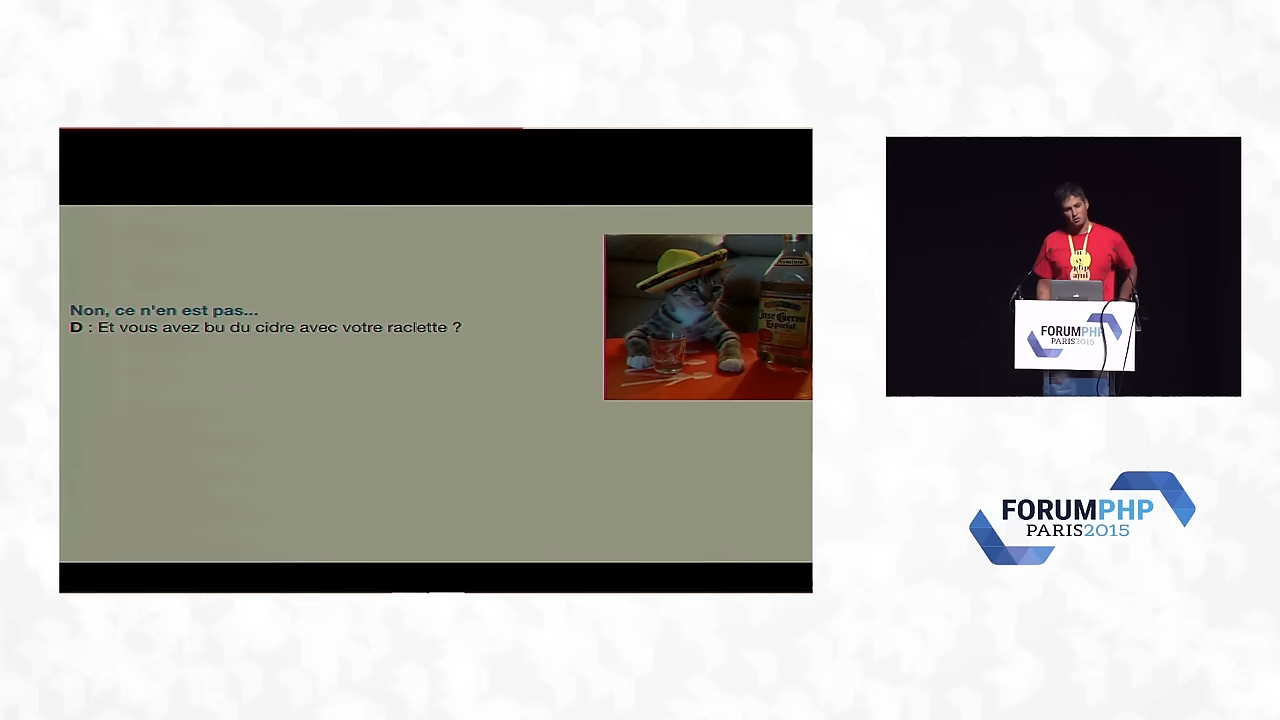 Non, ce n'en est pas...
D : Et vous avez bu du cidre avec votre raclette ?
Jose Cuervo
Especial
FORUMPHP
PARIS2015
FORUMPHP
PARIS2015